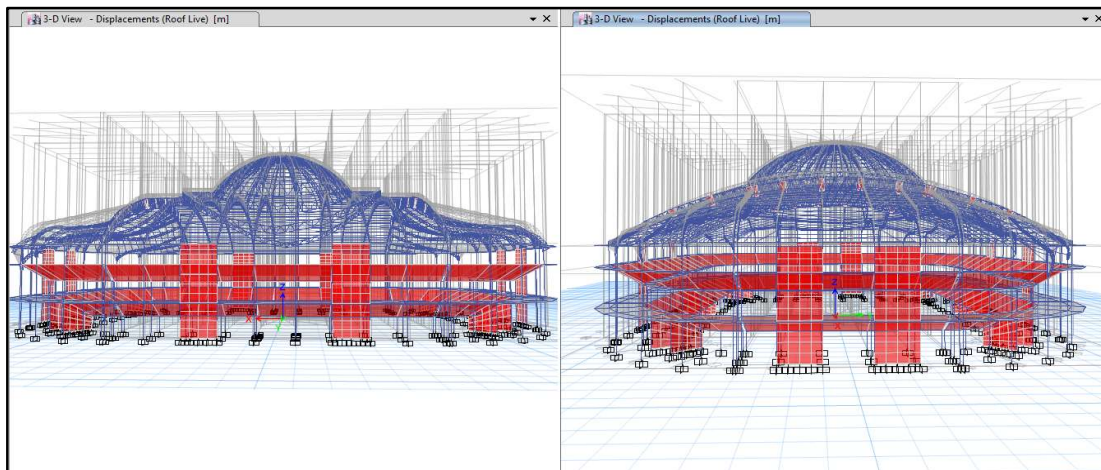 3-D View - Displacements (Roof Live) [m]
3-D View - Displacements (Roof Live) [m]
Z
X
Y
Z
X